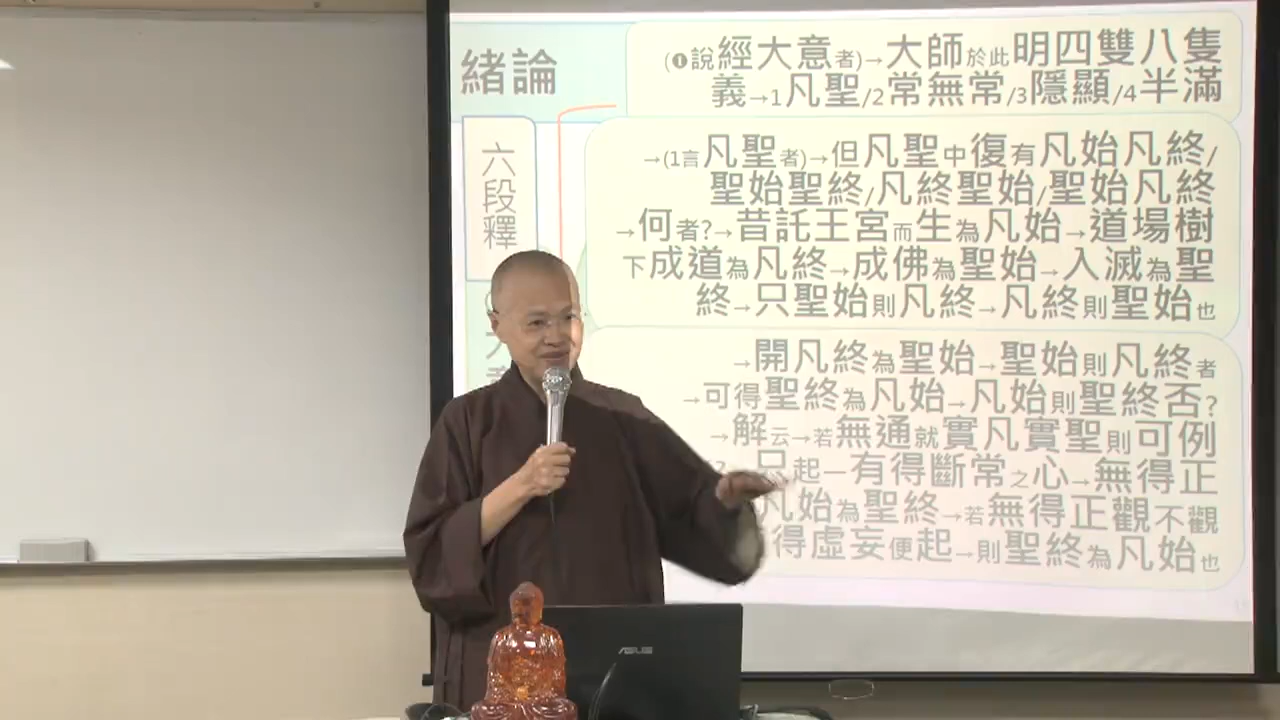 緒論
(❶說經大意者)→大師於此明四雙八隻
義→1凡聖/2常無常/3隱顯/4半滿
六段釋
→(1言凡聖者)→但凡聖中復有凡始凡終/
聖始聖終/凡終聖始/聖始凡終
→何者?→昔託王宮而生為凡始→道場樹
下成道為凡終→成佛為聖始→入滅為聖
終→只聖始則凡終→凡終則聖始也
→開凡終為聖始→聖始則凡終者
→可得聖終為凡始→凡始則聖終否?
→解云→若無通就實凡實聖則可例
起一有得斷常之心→無得正
凡始為聖終→若無得正觀不觀
得虛妄便起→則聖終為凡始也
ASUS